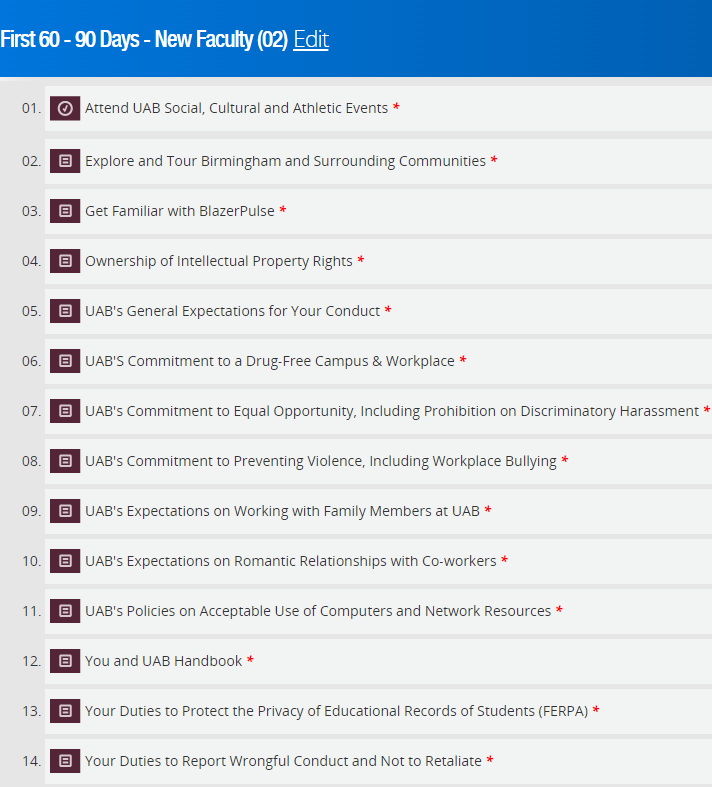 First 60 - 90 Days - New Faculty (02) Edit
01. Attend UAB Social, Cultural and Athletic Events *
02. Explore and Tour Birmingham and Surrounding Communities *
03. Get Familiar with BlazerPulse *
04. Ownership of Intellectual Property Rights *
05. UAB's General Expectations for Your Conduct *
06. UAB'S Commitment to a Drug-Free Campus & Workplace *
07. UAB's Commitment to Equal Opportunity, Including Prohibition on Discriminatory Harassment *
08. UAB's Commitment to Preventing Violence, Including Workplace Bullying *
09. UAB's Expectations on Working with Family Members at UAB *
10. UAB's Expectations on Romantic Relationships with Co-workers *
11. UAB's Policies on Acceptable Use of Computers and Network Resources *
12. You and UAB Handbook *
13. Your Duties to Protect the Privacy of Educational Records of Students (FERPA) *
14. Your Duties to Report Wrongful Conduct and Not to Retaliate *